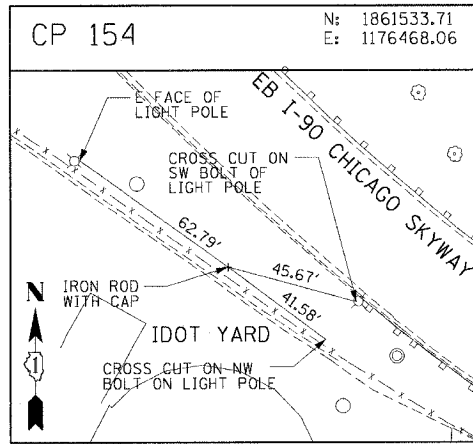 CP 154
N: 1861533.71
E: 1176468.06
E FACE OF
LIGHT POLE
EB I-90 CHICAGO SKYWAY
CROSS CUT ON
SW BOLT OF
LIGHT POLE
62.79'
45.67'
41.58'
IRON ROD
WITH CAP
N
1
IDOT YARD
CROSS CUT ON NW
BOLT ON LIGHT POLE